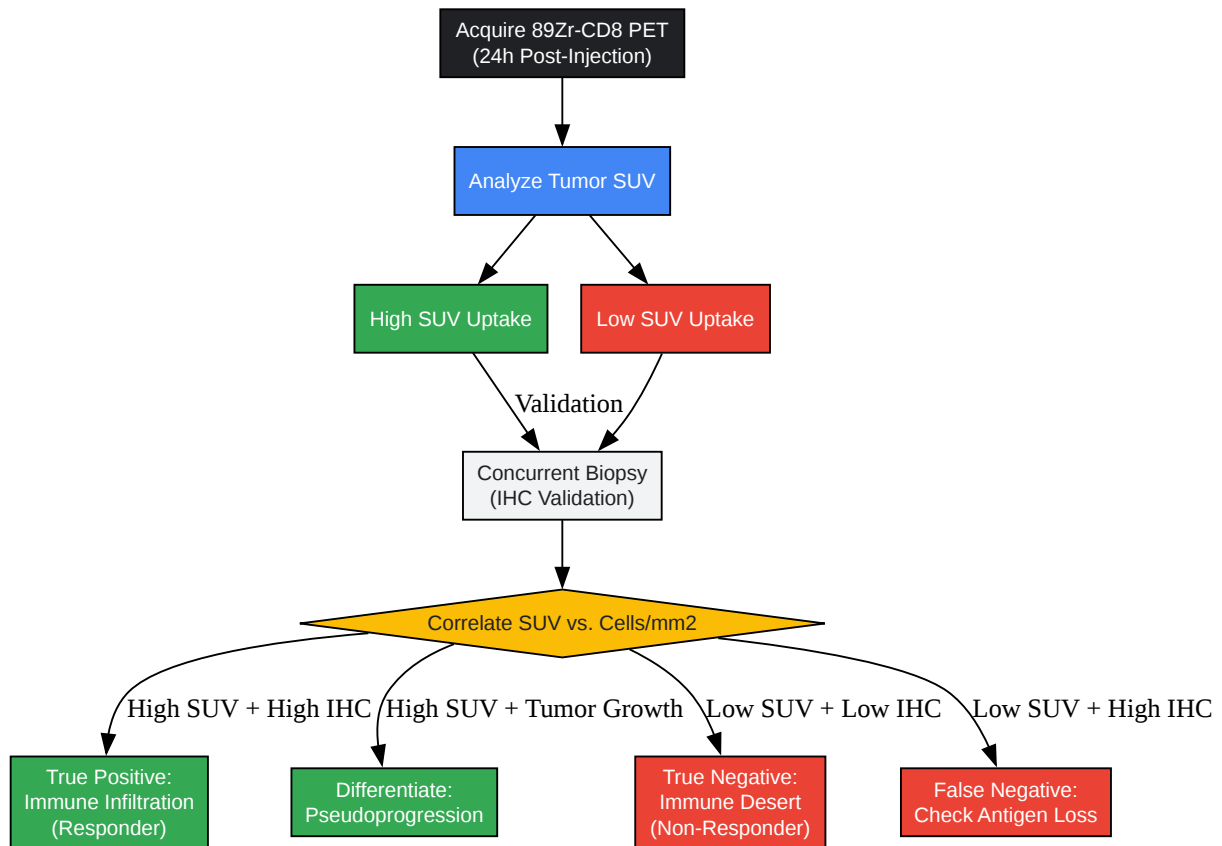 Acquire 89Zr-CD8 PET
(24h Post-Injection)
Analyze Tumor SUV
High SUV Uptake
Low SUV Uptake
Validation
Concurrent Biopsy
(IHC Validation)
Correlate SUV vs. Cells/mm2
High SUV + High IHC
High SUV + Tumor Growth
Low SUV + Low IHC
Low SUV + High IHC
True Positive:
Immune Infiltration
(Responder)
Differentiate:
Pseudoprogression
True Negative:
Immune Desert
(Non-Responder)
False Negative:
Check Antigen Loss